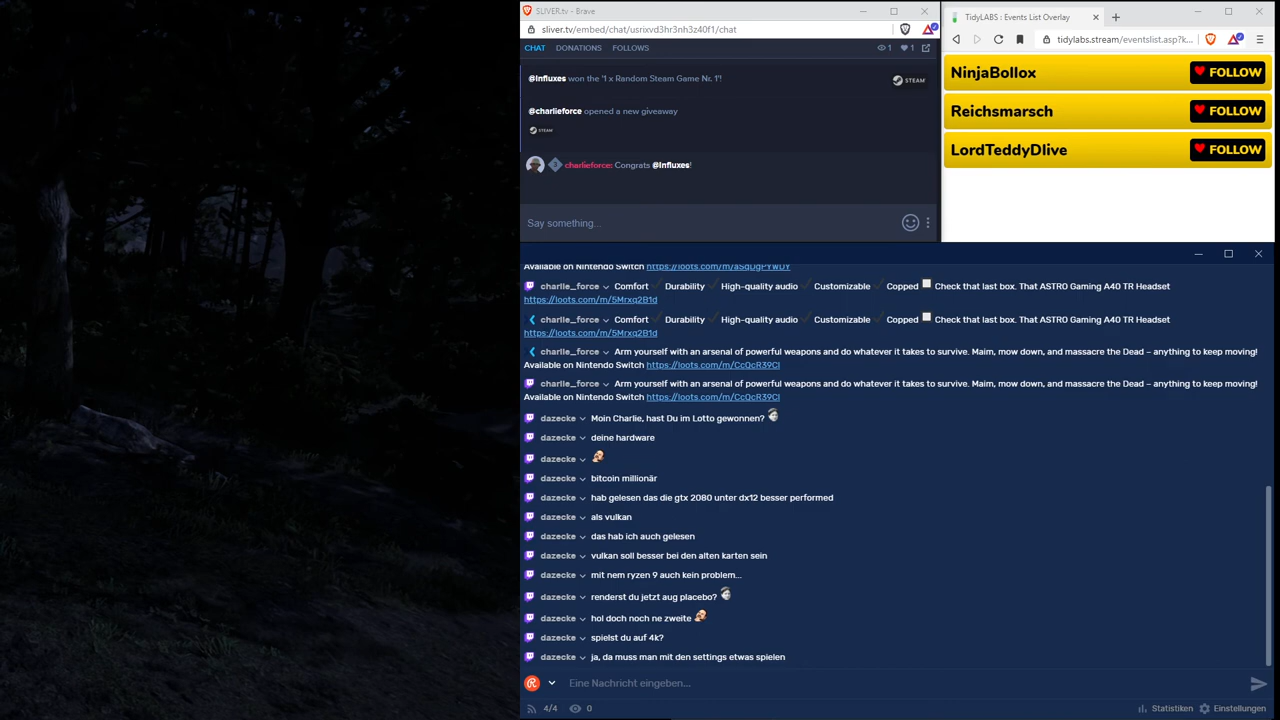 SLIVER.tv - Brave
sliver.tv/embed/chat/usrixvd3hr3nh3z40f1/chat
CHAT DONATIONS FOLLOWS 1 1
@Influxes won the '1 x Random Steam Game Nr. 1'!
STEAM
@charlieforce opened a new giveaway
STEAM
3 charlieforce: Congrats @Influxes!
Say something...
TidyLABS : Events List Overlay
tidylabs.stream/eventslist.asp?k...
NinjaBollox FOLLOW
Reichsmarsch FOLLOW
LordTeddyDlive FOLLOW
Available on Nintendo Switch https://loots.com/m/aSqDgPYwDY
charlie_force Comfort Durability High-quality audio Customizable Copped Check that last box. That ASTRO Gaming A40 TR Headset
https://loots.com/m/5Mrxq2B1d
charlie_force Comfort Durability High-quality audio Customizable Copped Check that last box. That ASTRO Gaming A40 TR Headset
https://loots.com/m/5Mrxq2B1d
charlie_force Arm yourself with an arsenal of powerful weapons and do whatever it takes to survive. Maim, mow down, and massacre the Dead – anything to keep moving!
Available on Nintendo Switch https://loots.com/m/CcQcR39Cl
charlie_force Arm yourself with an arsenal of powerful weapons and do whatever it takes to survive. Maim, mow down, and massacre the Dead – anything to keep moving!
Available on Nintendo Switch https://loots.com/m/CcQcR39Cl
dazecke Moin Charlie, hast Du im Lotto gewonnen?
dazecke deine hardware
dazecke
dazecke bitcoin millionär
dazecke hab gelesen das die gtx 2080 unter dx12 besser performed
dazecke als vulkan
dazecke das hab ich auch gelesen
dazecke vulkan soll besser bei den alten karten sein
dazecke mit nem ryzen 9 auch kein problem...
dazecke renderst du jetzt aug placebo?
dazecke hol doch noch ne zweite
dazecke spielst du auf 4k?
dazecke ja, da muss man mit den settings etwas spielen
Eine Nachricht eingeben...
4/4 0 Statistiken Einstellungen